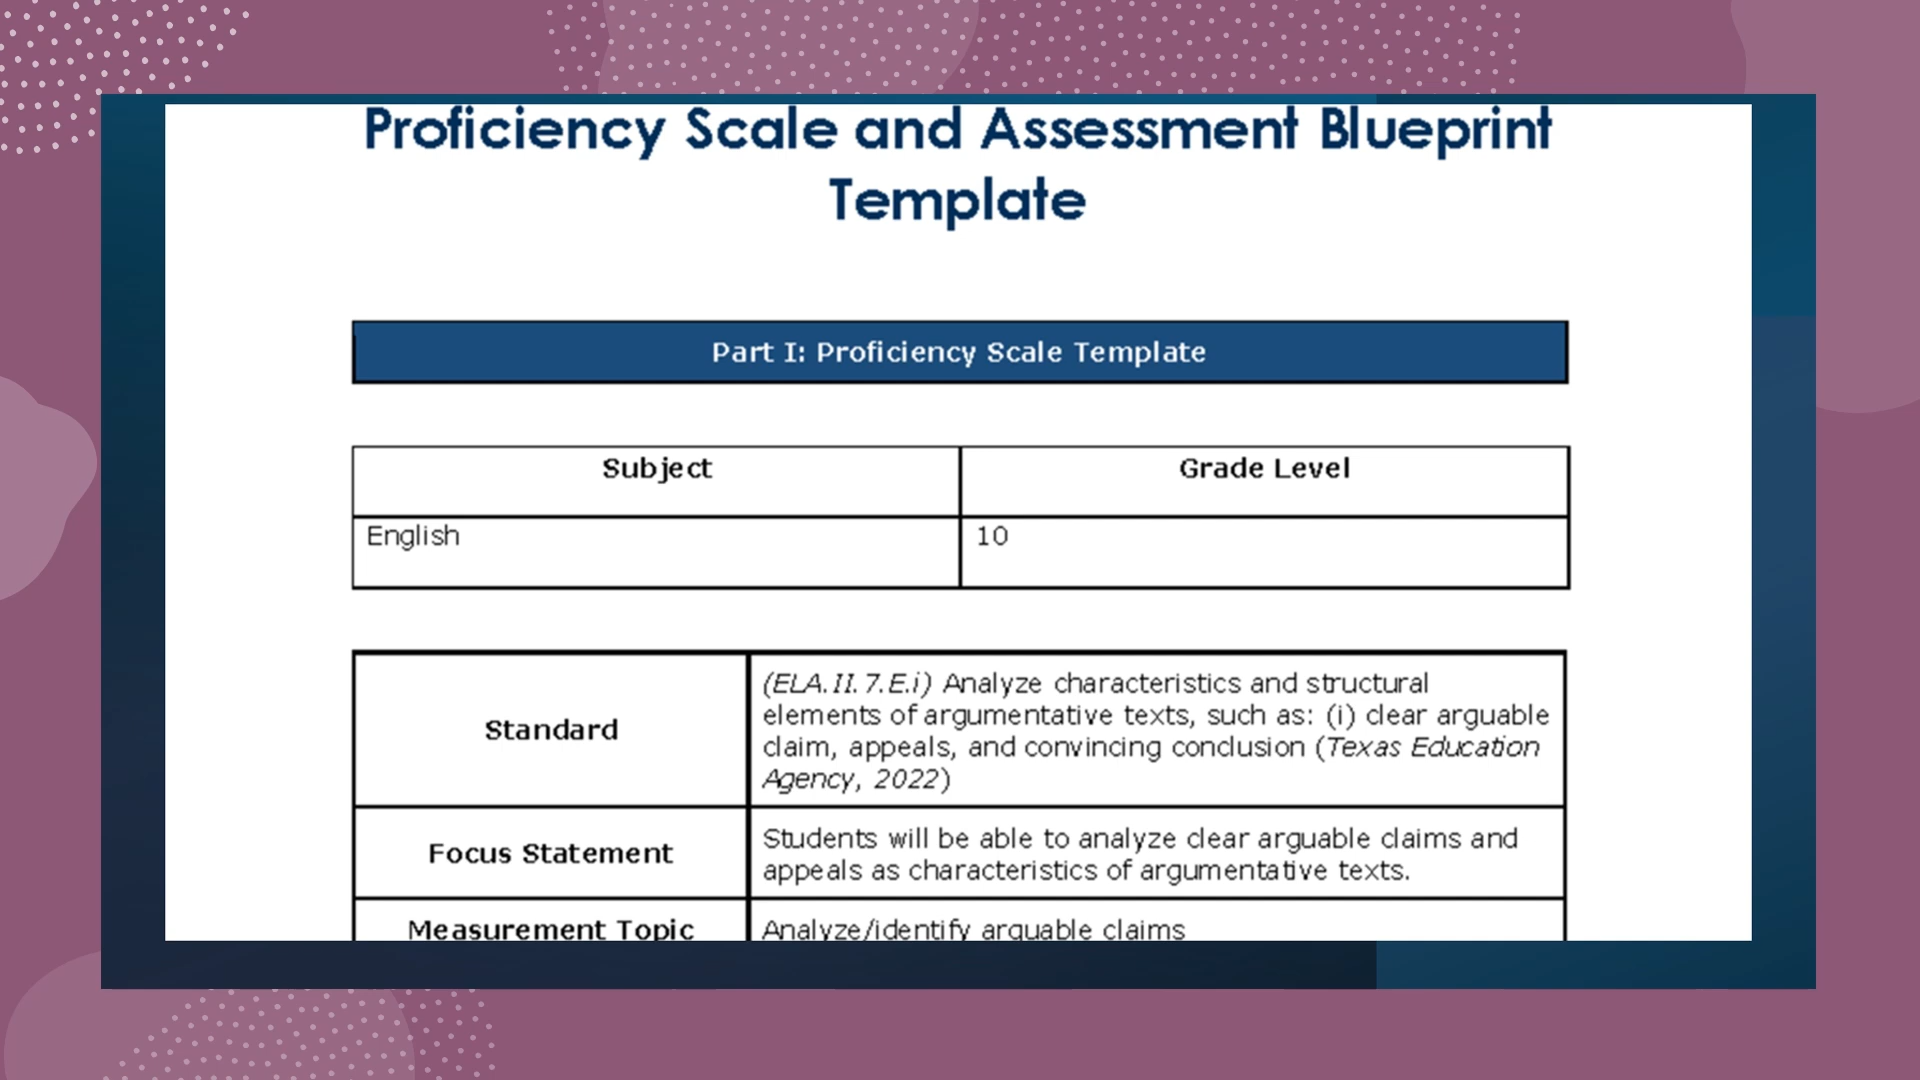 Proficiency Scale and Assessment Blueprint
Template
Part I: Proficiency Scale Template
Subject
Grade Level
English
10
Standard
(ELA.II.7.E.i) Analyze characteristics and structural
elements of argumentative texts, such as: (i) clear arguable
claim, appeals, and convincing conclusion (Texas Education
Agency, 2022)
Focus Statement
Students will be able to analyze clear arguable claims and
appeals as characteristics of argumentative texts.
Measurement Topic
Analyze/identify arguable claims